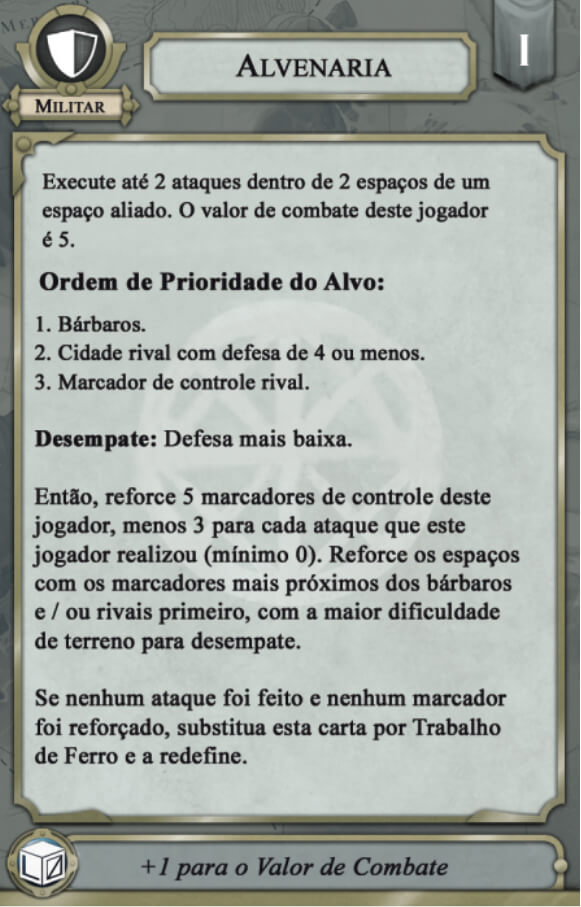 I
ALVENARIA
MILITAR
Execute até 2 ataques dentro de 2 espaços de um
espaço aliado. O valor de combate deste jogador
é 5.
Ordem de Prioridade do Alvo:
1. Bárbaros.
2. Cidade rival com defesa de 4 ou menos.
3. Marcador de controle rival.
Desempate: Defesa mais baixa.
Então, reforce 5 marcadores de controle deste
jogador, menos 3 para cada ataque que este
jogador realizou (mínimo 0). Reforce os espaços
com os marcadores mais próximos dos bárbaros
e / ou rivais primeiro, com a maior dificuldade
de terreno para desempate.
Se nenhum ataque foi feito e nenhum marcador
foi reforçado, substitua esta carta por Trabalho
de Ferro e a redefine.
+1 para o Valor de Combate